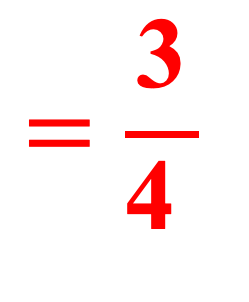 = 3/4